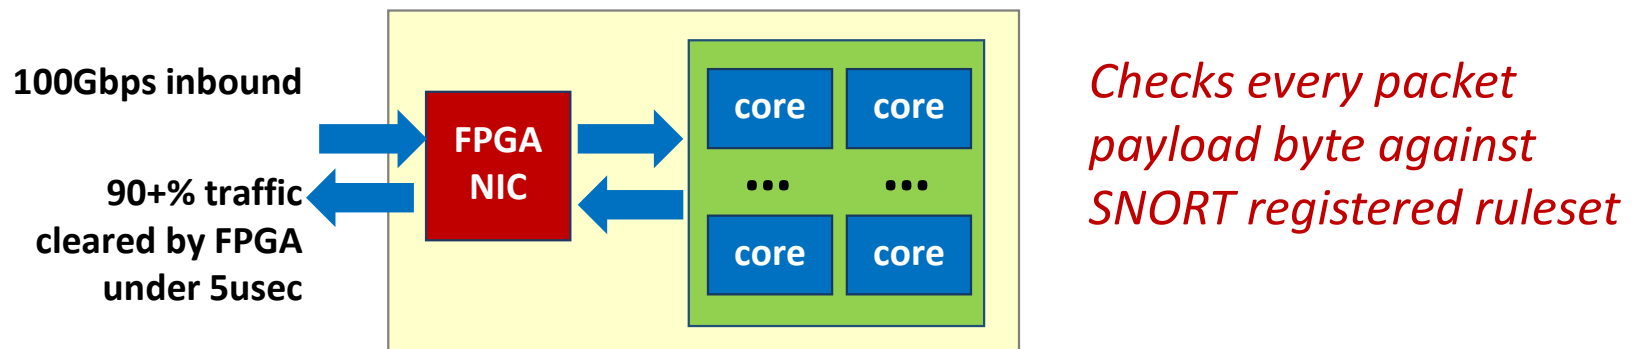 100Gbps inbound
90+% traffic
cleared by FPGA
under 5usec
FPGA
NIC
core
core
...
...
core
core
Checks every packet
payload byte against
SNORT registered ruleset